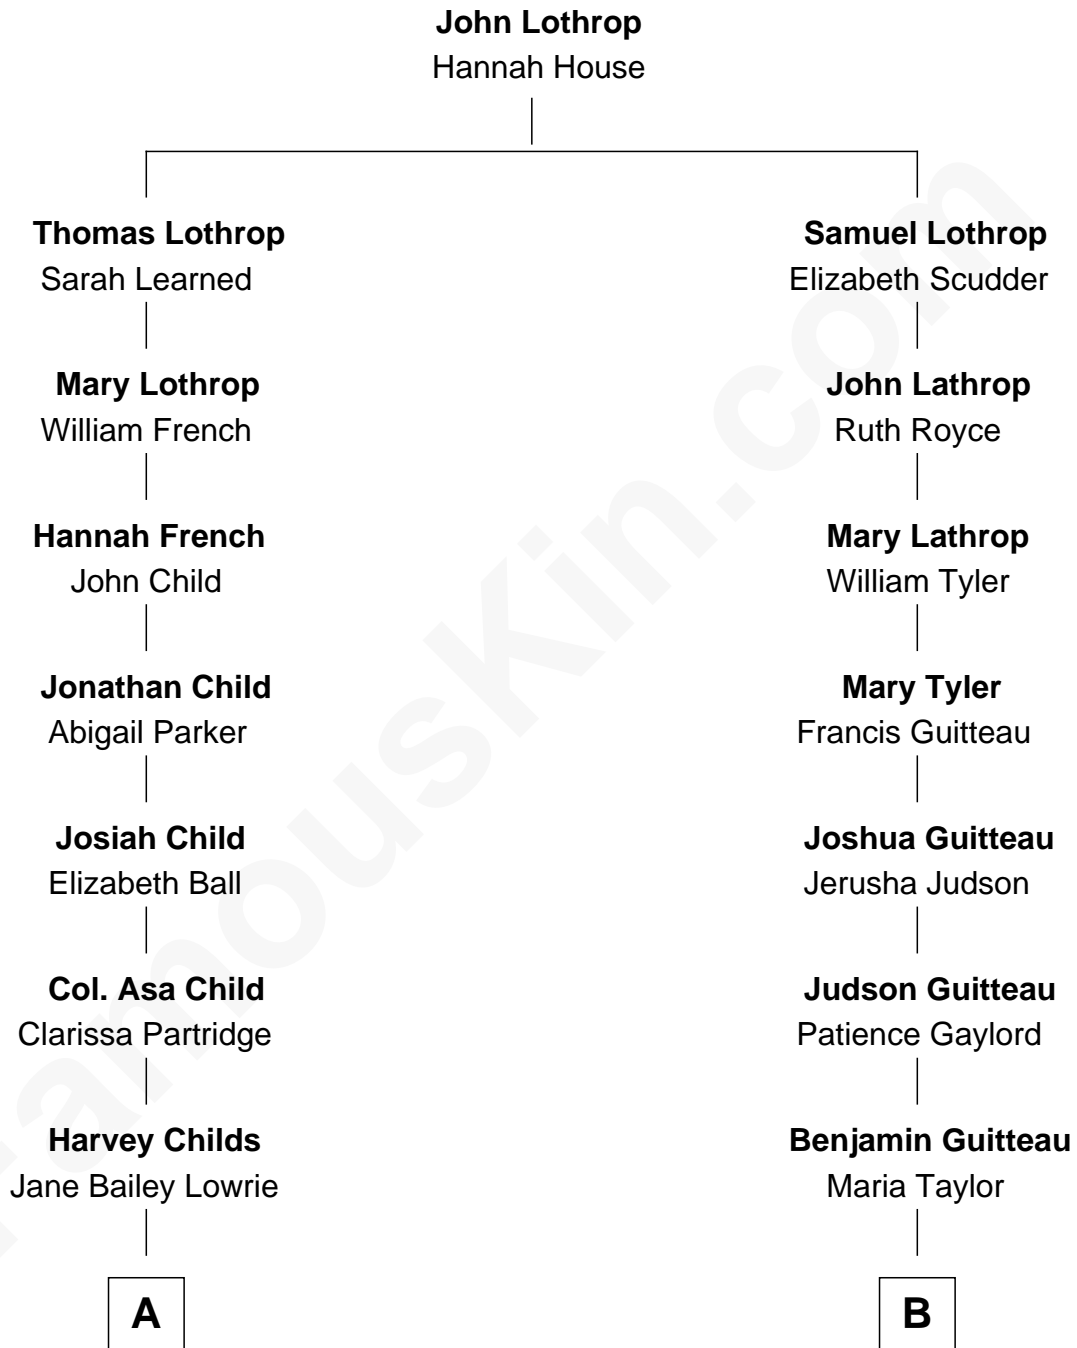 John Lothrop
Hannah House
Thomas Lothrop
Sarah Learned
Samuel Lothrop
Elizabeth Scudder
Mary Lothrop
William French
John Lathrop
Ruth Royce
Hannah French
John Child
Mary Lathrop
William Tyler
Jonathan Child
Abigail Parker
Mary Tyler
Francis Guitteau
Josiah Child
Elizabeth Ball
Joshua Guitteau
Jerusha Judson
Col. Asa Child
Clarissa Partridge
Judson Guitteau
Patience Gaylord
Harvey Childs
Jane Bailey Lowrie
Benjamin Guitteau
Maria Taylor
A
B
FamousKin.com